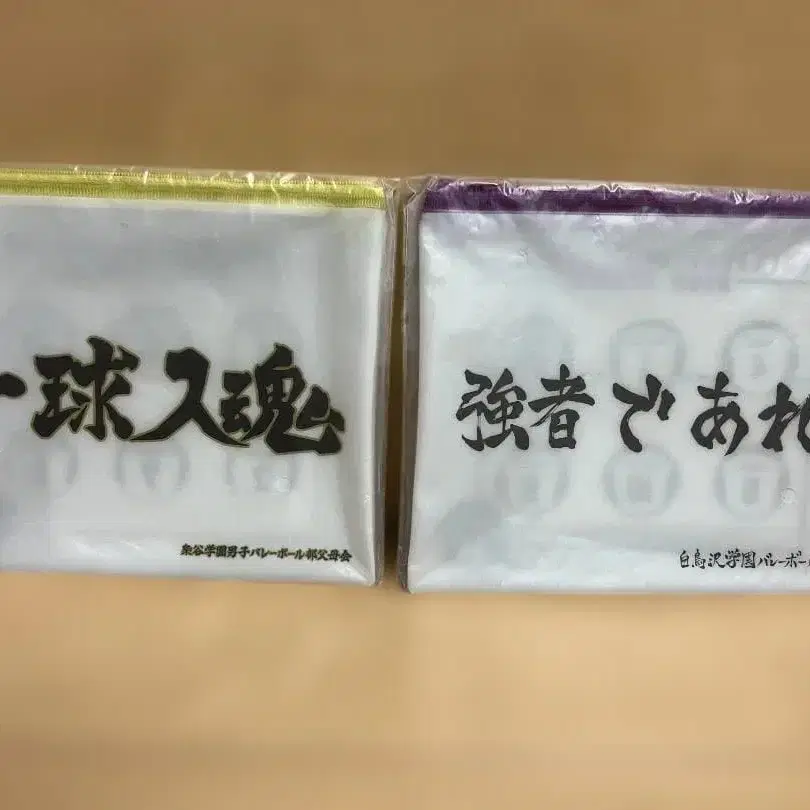 一球入魂
梟谷学園男子バレーボール部父母会
強者であれ
白鳥沢学園バレーボー